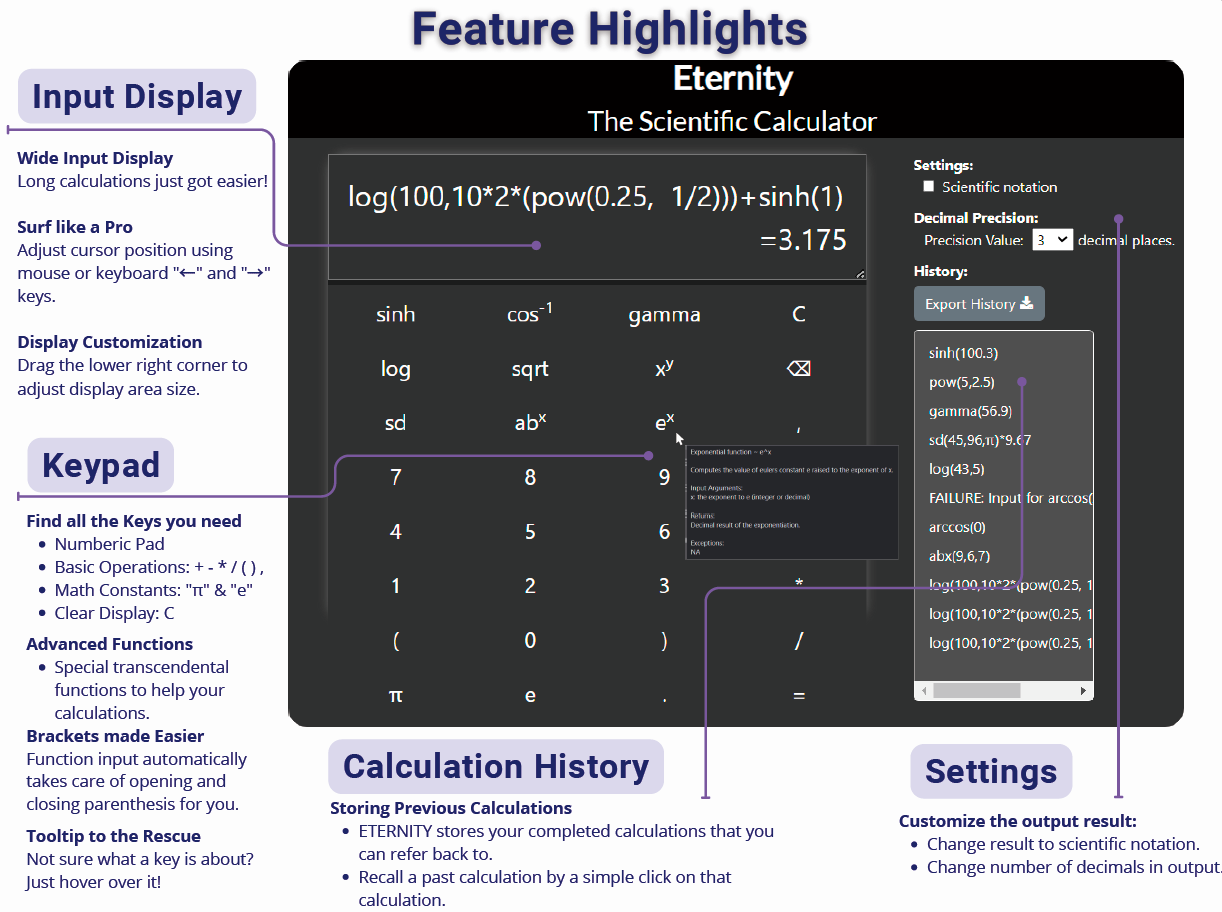 Feature Highlights
Input Display
Wide Input Display
Long calculations just got easier!
Surf like a Pro
Adjust cursor position using
mouse or keyboard "←" and "→"
keys.
Display Customization
Drag the lower right corner to
adjust display area size.
Keypad
Find all the Keys you need
• Numberic Pad
• Basic Operations: + - * / ( ) ,
• Math Constants: "π" & "e"
• Clear Display: C
Advanced Functions
• Special transcendental
functions to help your
calculations.
Brackets made Easier
Function input automatically
takes care of opening and
closing parenthesis for you.
Tooltip to the Rescue
Not sure what a key is about?
Just hover over it!
Eternity
The Scientific Calculator
log(100,10*2*(pow(0.25, 1/2)))+sinh(1)
=3.175
sinh cos⁻¹ gamma C
log sqrt xʸ ⌫
sd abˣ eˣ ,
7 8 9
4 5 6
1 2 3 *
( 0 ) /
π e . =
Exponential function - e^x
Computes the value of eulers constant e raised to the exponent of x.
Input Arguments:
x: the exponent to e (integer or decimal)
Returns:
Decimal result of the exponentiation.
Exceptions:
NA
Settings:
Scientific notation
Decimal Precision:
Precision Value: 3 decimal places.
History:
Export History
sinh(100.3)
pow(5,2.5)
gamma(56.9)
sd(45,96,π)*9.67
log(43,5)
FAILURE: Input for arccos(
arccos(0)
abx(9,6,7)
log(100,10*2*(pow(0.25, 1
log(100,10*2*(pow(0.25, 1
log(100,10*2*(pow(0.25, 1
Calculation History
Storing Previous Calculations
• ETERNITY stores your completed calculations that you
can refer back to.
• Recall a past calculation by a simple click on that
calculation.
Settings
Customize the output result:
• Change result to scientific notation.
• Change number of decimals in output.